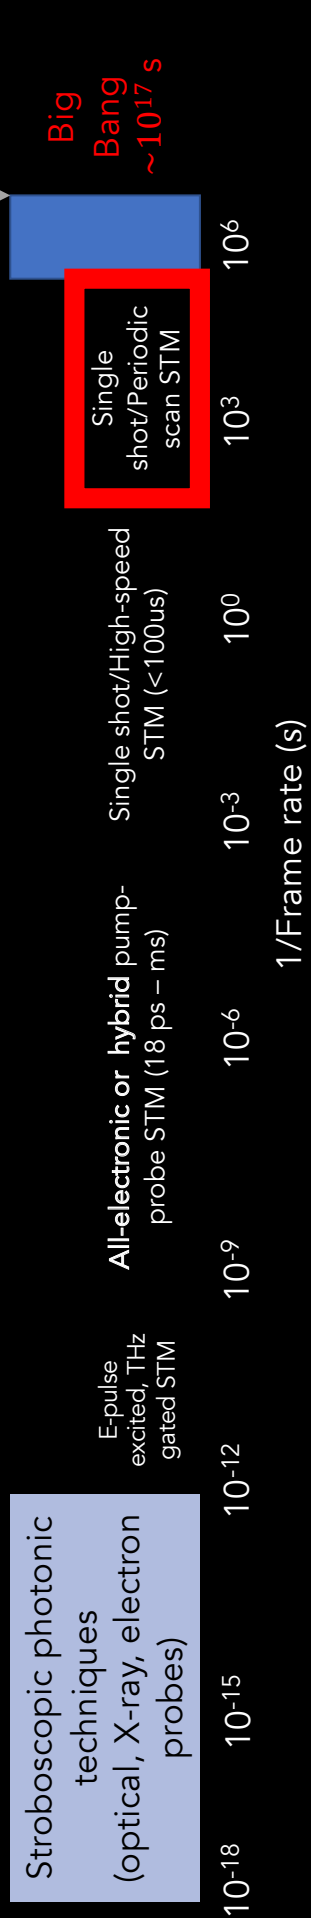 Stroboscopic photonic
techniques
(optical, X-ray, electron
probes)
E-pulse
excited, THz
gated STM
All-electronic or hybrid pump-
probe STM (18 ps – ms)
Single shot/High-speed
STM (<100us)
Single
shot/Periodic
scan STM
Big
Bang
~10¹⁷ s
10⁻¹⁸
10⁻¹⁵
10⁻¹²
10⁻⁹
10⁻⁶
10⁻³
10⁰
10³
10⁶
1/Frame rate (s)